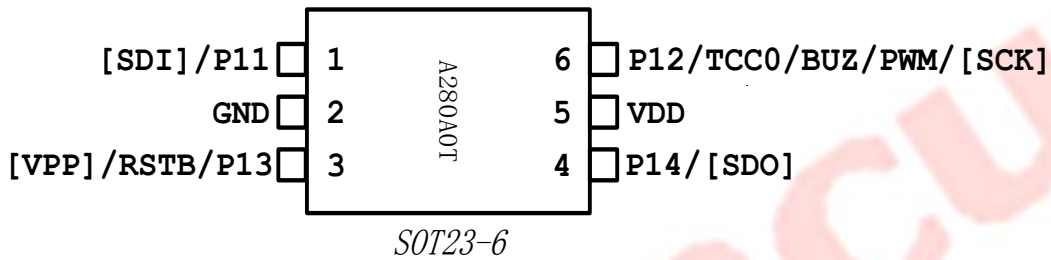 [SDI]/P11 1 6 P12/TCC0/BUZ/PWM/[SCK]
GND 2 5 VDD
[VPP]/RSTB/P13 3 4 P14/[SDO]
A280A0T
SOT23-6